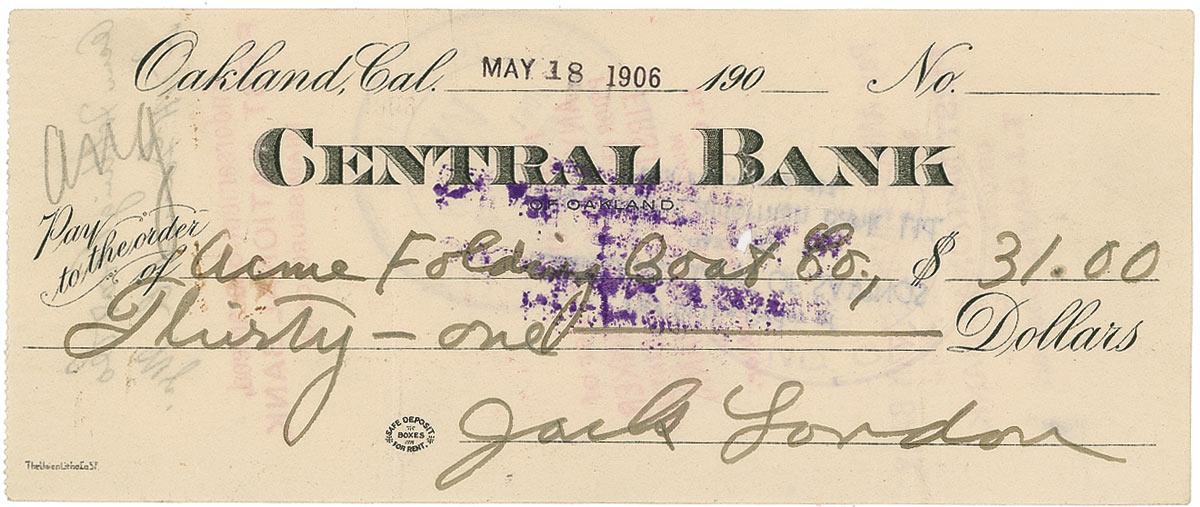 Oakland, Cal. MAY 18 1906 190 No.
CENTRAL BANK
OF OAKLAND.
Pay to the order of Acme Folding Boat Co., $ 31.00
Thirty - one Dollars
SAFE DEPOSIT BOXES FOR RENT.
Jack London